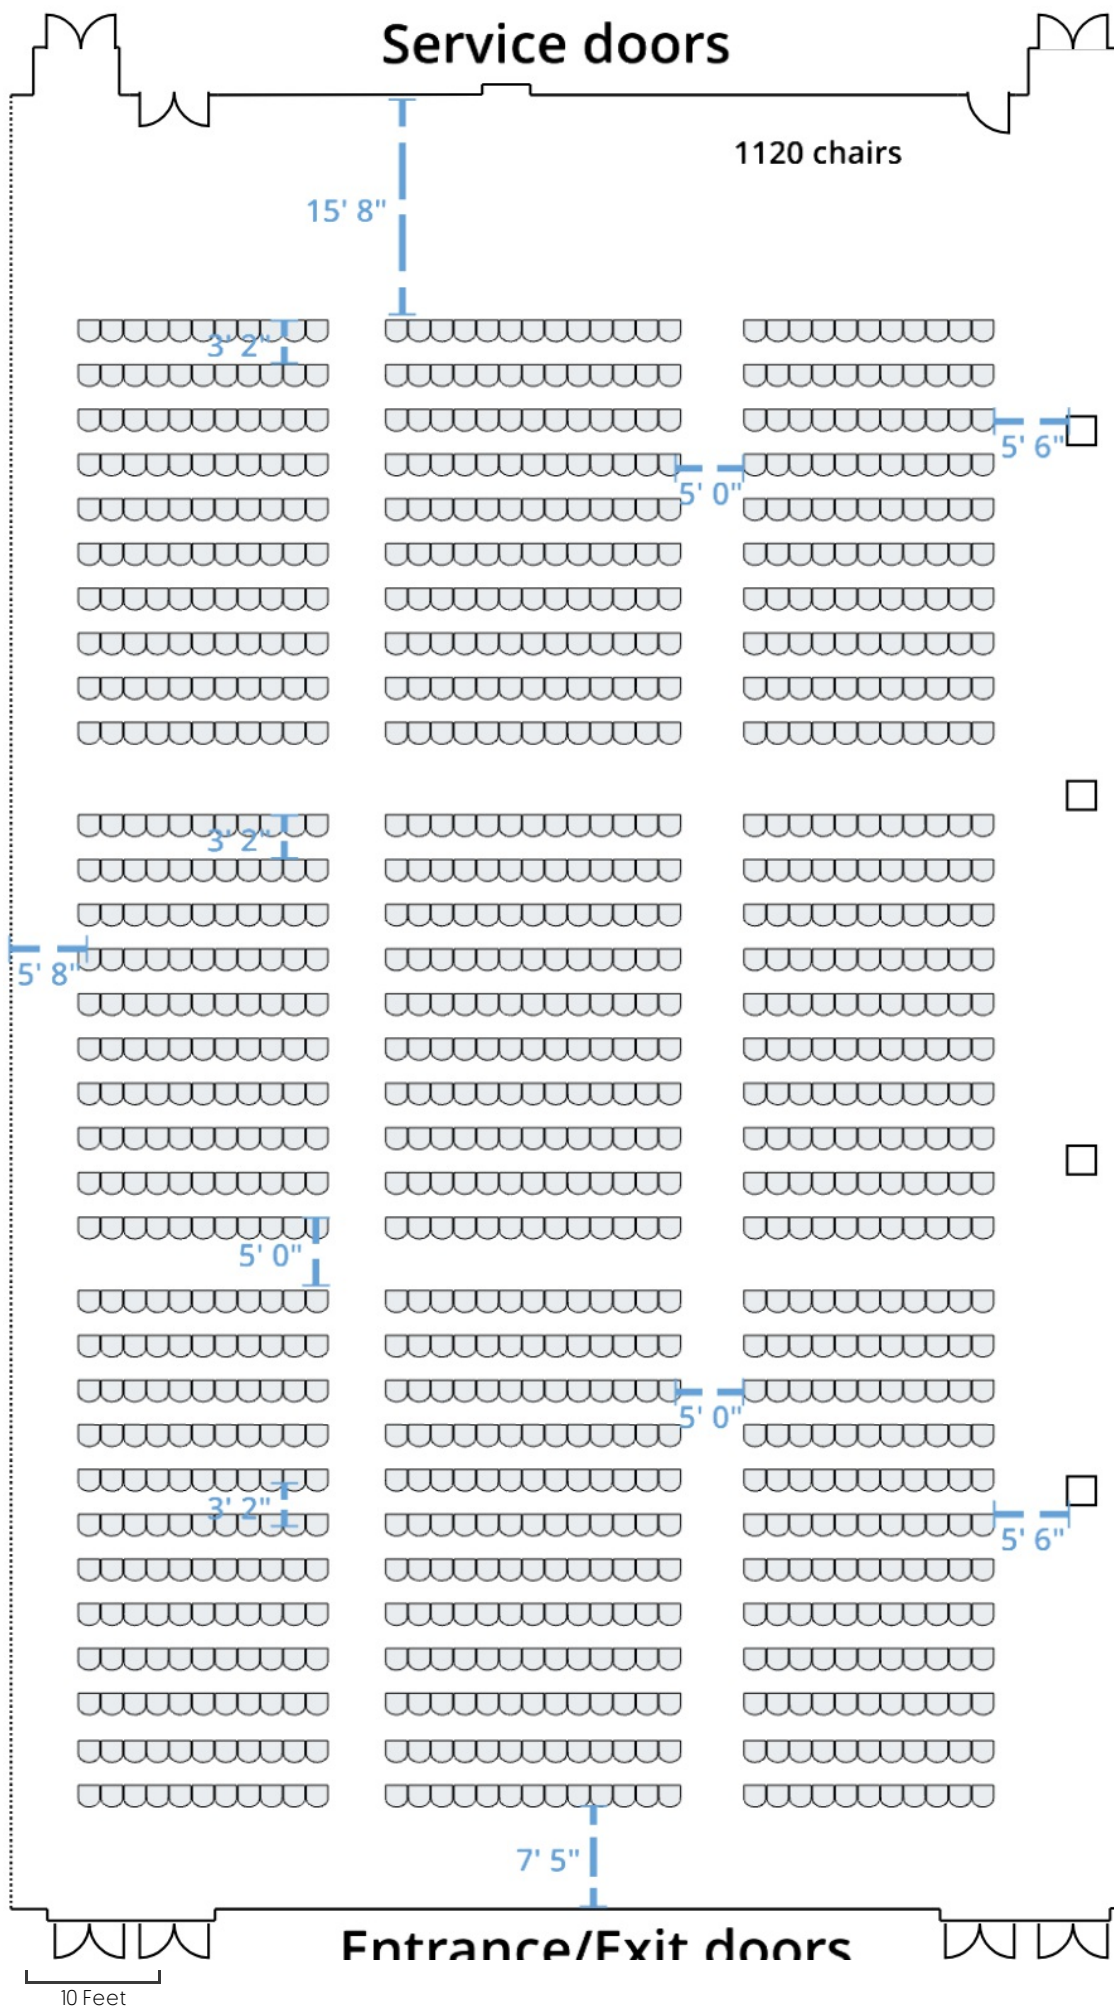 Service doors
1120 chairs
15' 8"
3' 2"
5' 6"
5' 0"
3' 2"
5' 8"
5' 0"
5' 0"
3' 2"
5' 6"
7' 5"
Entrance/Exit doors
10 Feet